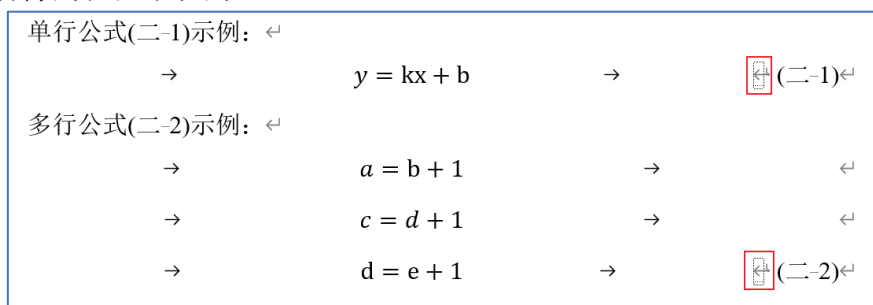 单行公式(二-1)示例：↵
→ y = kx + b → ↵ (二-1)↵
多行公式(二-2)示例：↵
→ a = b + 1 → ↵
→ c = d + 1 → ↵
→ d = e + 1 → ↵ (二-2)↵